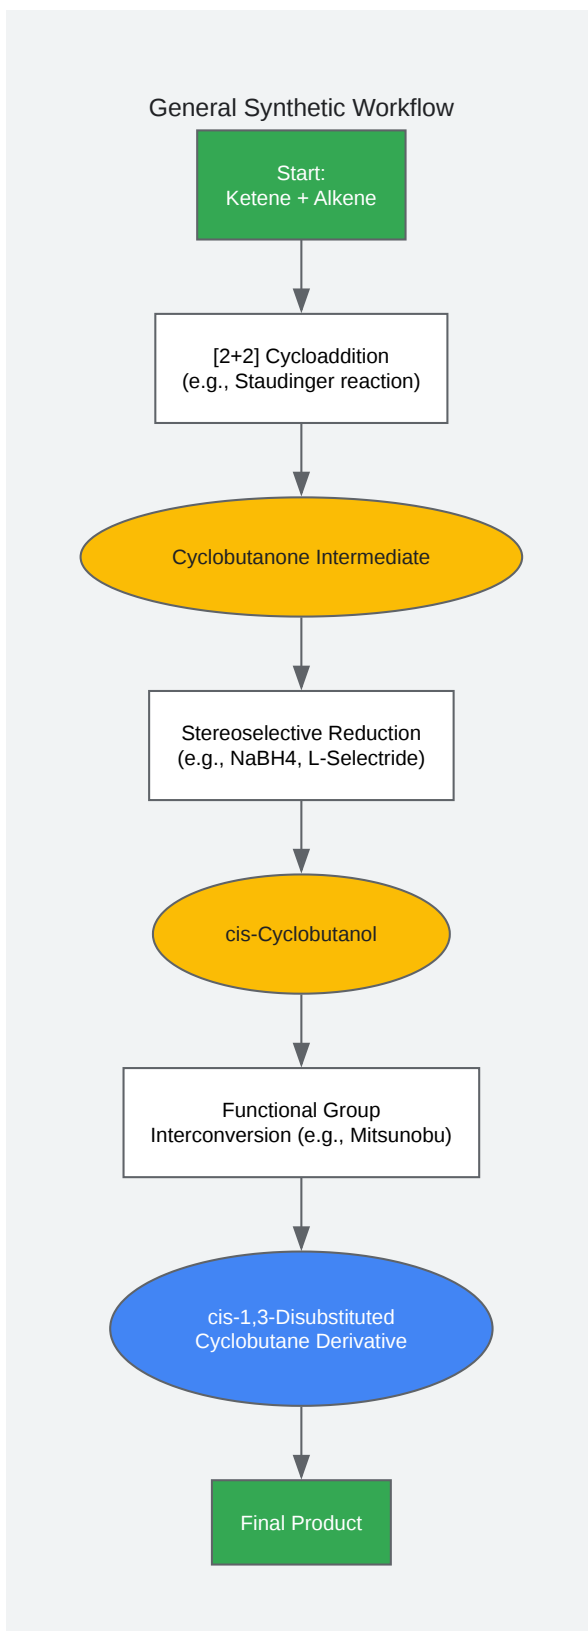 General Synthetic Workflow
Start:
Ketene + Alkene
[2+2] Cycloaddition
(e.g., Staudinger reaction)
Cyclobutanone Intermediate
Stereoselective Reduction
(e.g., NaBH4, L-Selectride)
cis-Cyclobutanol
Functional Group
Interconversion (e.g., Mitsunobu)
cis-1,3-Disubstituted
Cyclobutane Derivative
Final Product